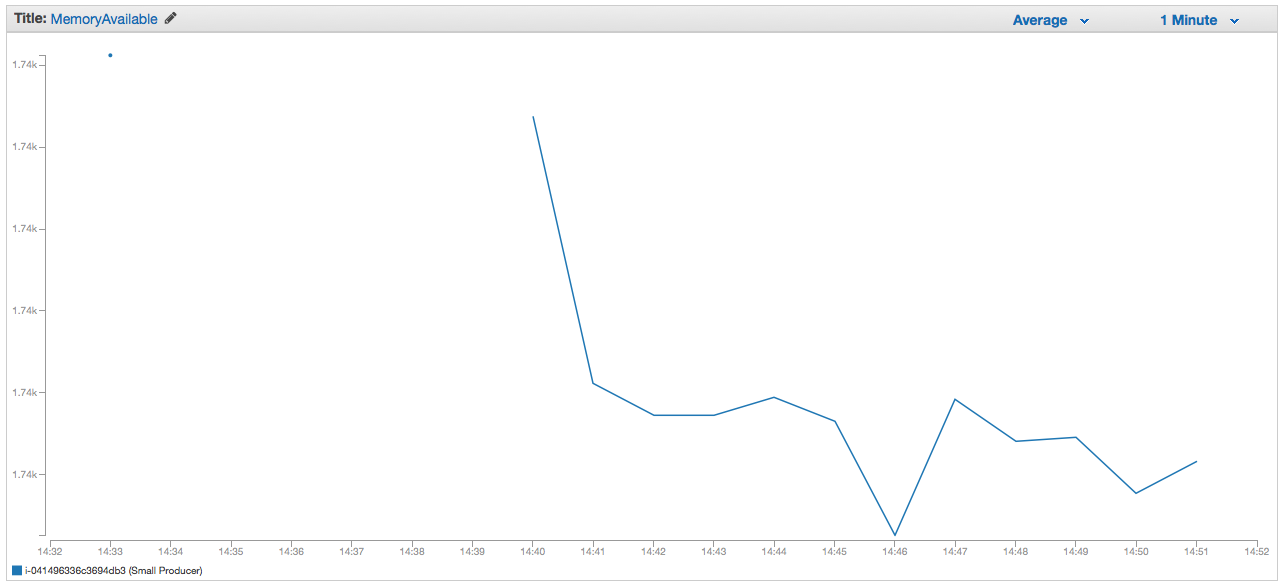 Title: MemoryAvailable Average 1 Minute
1.74k
1.74k
1.74k
1.74k
1.74k
1.74k
14:32 14:33 14:34 14:35 14:36 14:37 14:38 14:39 14:40 14:41 14:42 14:43 14:44 14:45 14:46 14:47 14:48 14:49 14:50 14:51 14:52
i-041496336c3694db3 (Small Producer)